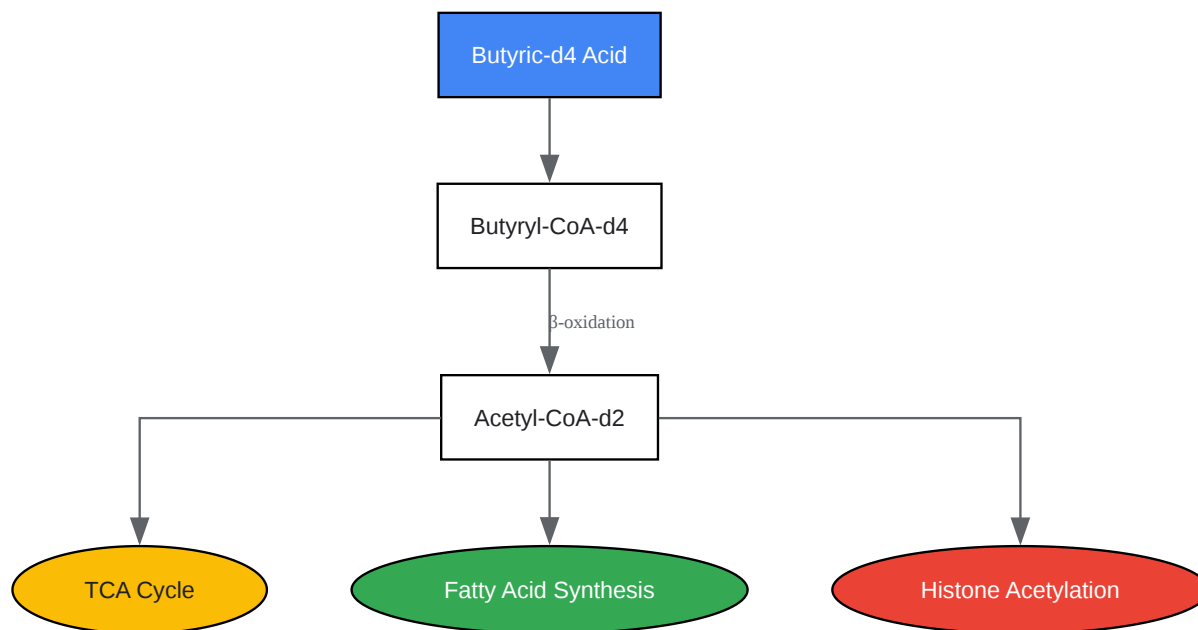 Butyric-d4 Acid
Butyryl-CoA-d4
β-oxidation
Acetyl-CoA-d2
TCA Cycle
Fatty Acid Synthesis
Histone Acetylation